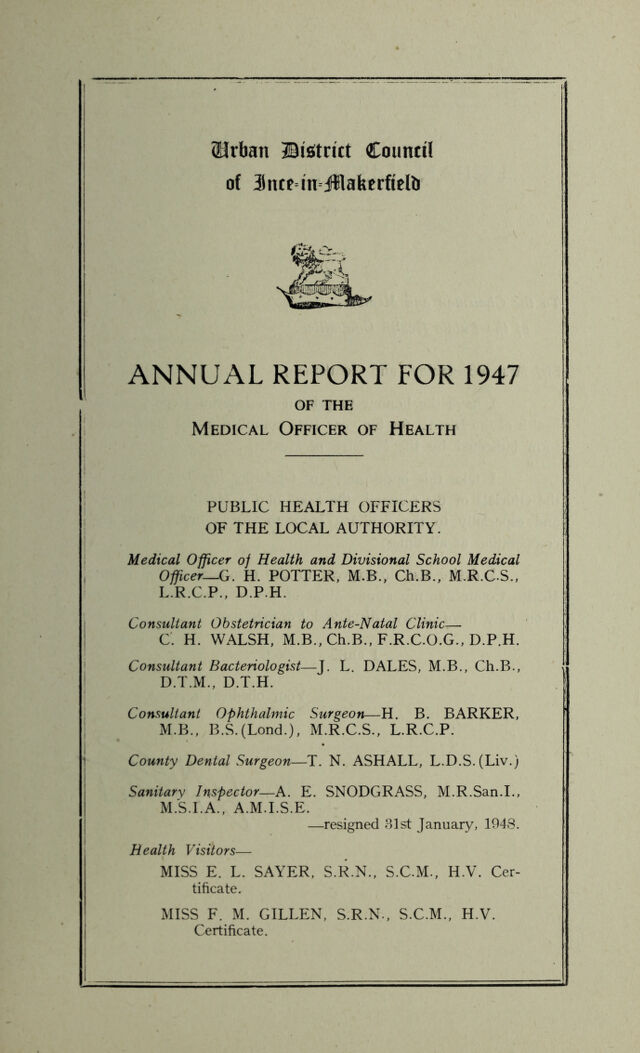 Urban District Council
of Ince-in-Makerfield
ANNUAL REPORT FOR 1947
OF THE
MEDICAL OFFICER OF HEALTH
PUBLIC HEALTH OFFICERS
OF THE LOCAL AUTHORITY.
Medical Officer of Health and Divisional School Medical
Officer—G. H. POTTER, M.B., Ch.B., M.R.C.S.,
L.R.C.P., D.P.H.
Consultant Obstetrician to Ante-Natal Clinic—
C. H. WALSH, M.B., Ch.B., F.R.C.O.G., D.P.H.
Consultant Bacteriologist—J. L. DALES, M.B., Ch.B.,
D.T.M., D.T.H.
Consultant Ophthalmic Surgeon—H. B. BARKER,
M.B., B.S.(Lond.), M.R.C.S., L.R.C.P.
County Dental Surgeon—T. N. ASHALL, L.D.S.(Liv.)
Sanitary Inspector—A. E. SNODGRASS, M.R.San.I.,
M.S.I.A., A.M.I.S.E.
—resigned 31st January, 1948.
Health Visitors—
MISS E. L. SAYER, S.R.N., S.C.M., H.V. Cer-
tificate.
MISS F. M. GILLEN, S.R.N., S.C.M., H.V.
Certificate.